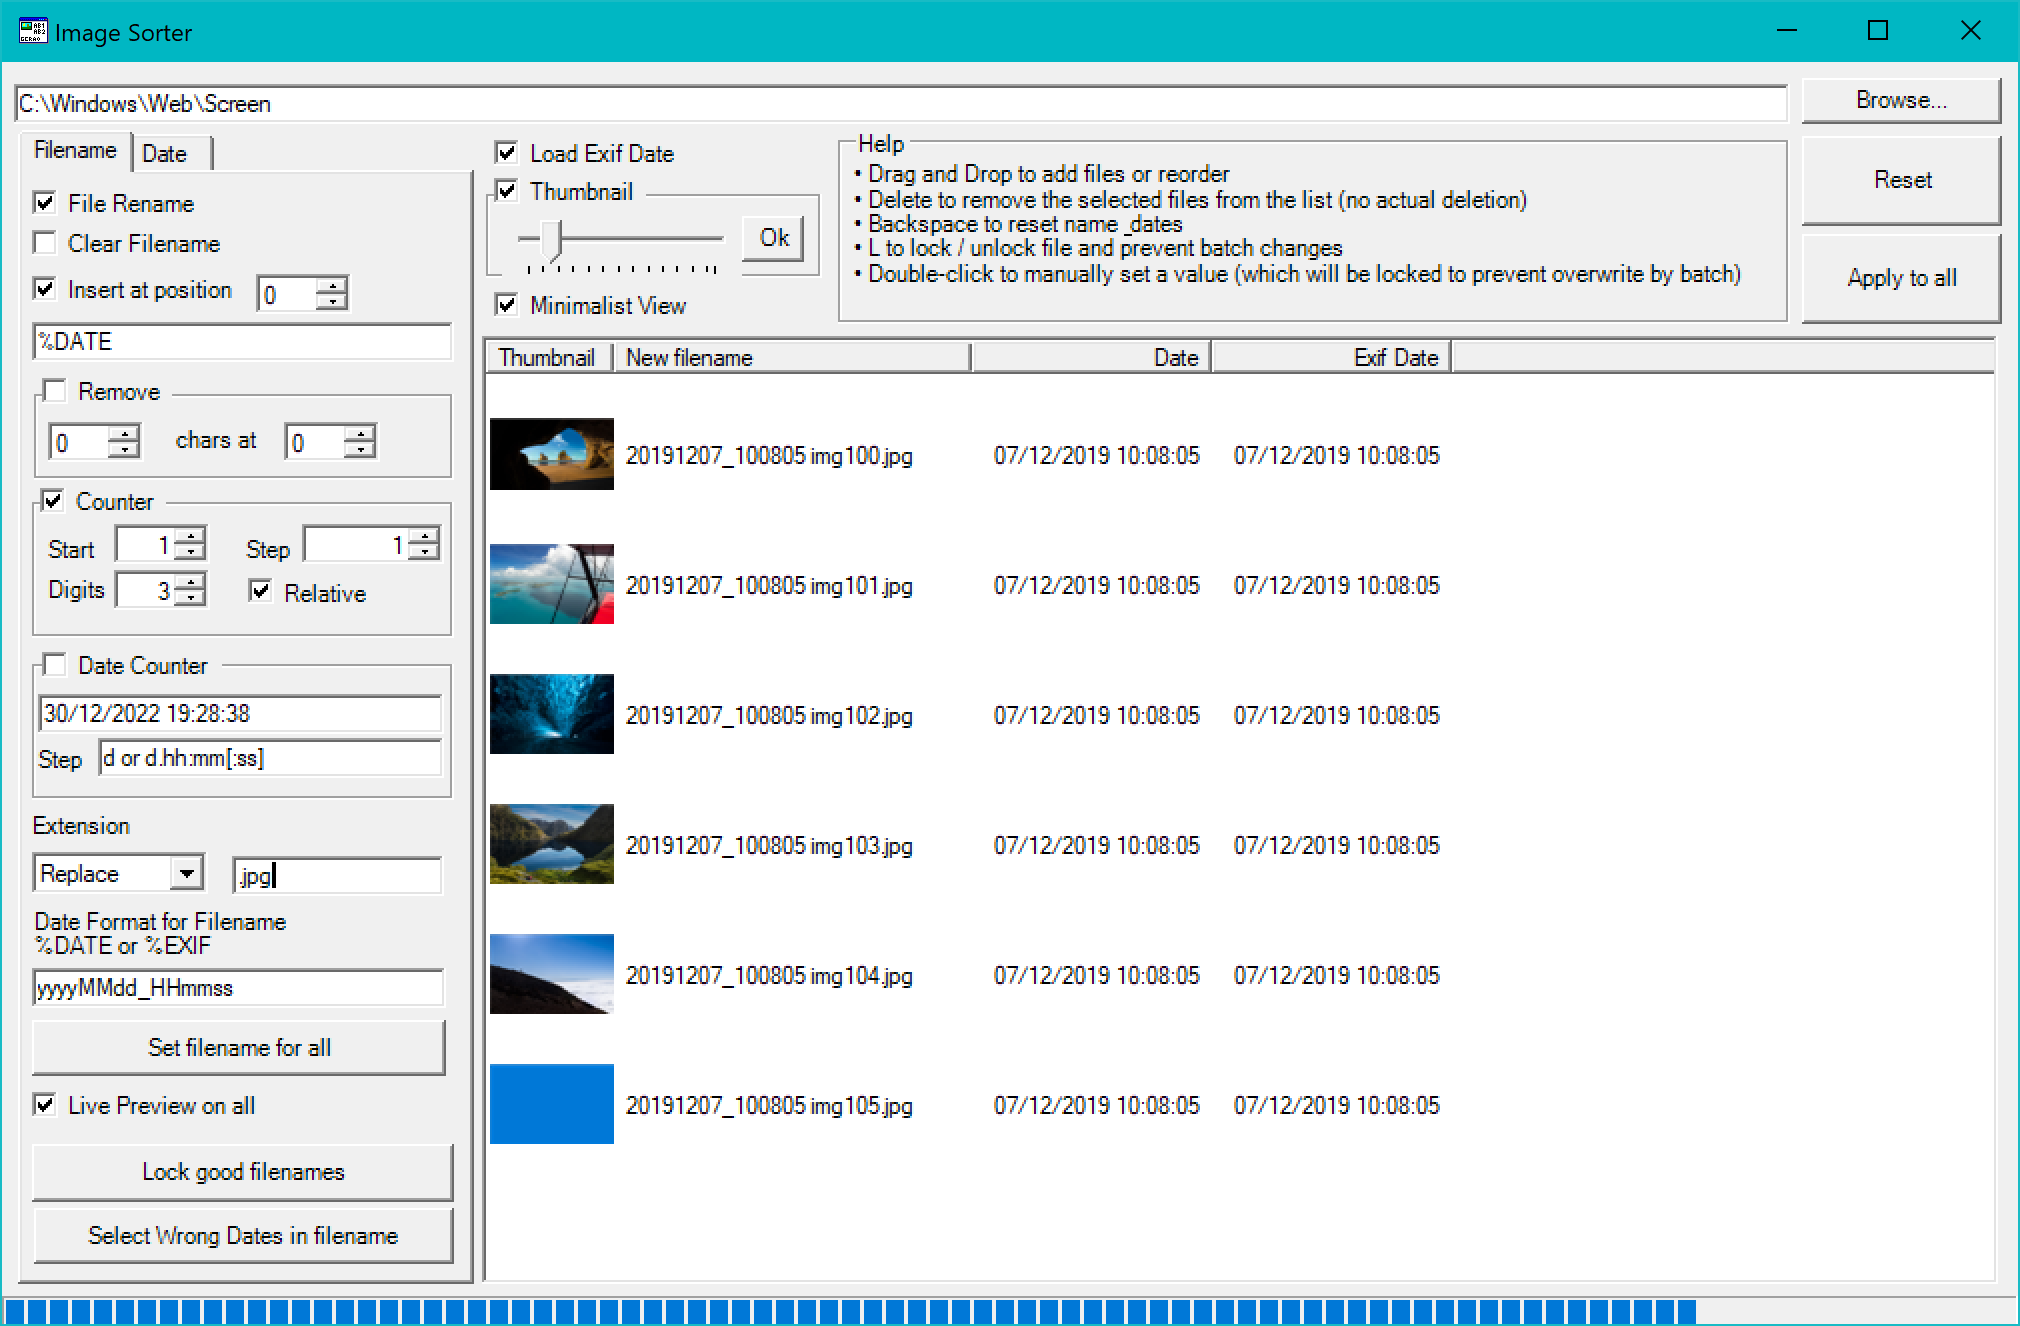 Image Sorter
C:\Windows\Web\Screen
Browse...
Filename
Date
File Rename
Clear Filename
Insert at position
0
%DATE
Remove
0
chars at
0
Counter
Start
1
Step
1
Digits
3
Relative
Date Counter
30/12/2022 19:28:38
Step
d or d.hh:mm[:ss]
Extension
Replace
.jpg
Date Format for Filename
%DATE or %EXIF
yyyyMMdd_HHmmss
Set filename for all
Live Preview on all
Lock good filenames
Select Wrong Dates in filename
Load Exif Date
Thumbnail
Ok
Minimalist View
Help
• Drag and Drop to add files or reorder
• Delete to remove the selected files from the list (no actual deletion)
• Backspace to reset name _dates
• L to lock / unlock file and prevent batch changes
• Double-click to manually set a value (which will be locked to prevent overwrite by batch)
Reset
Apply to all
Thumbnail New filename Date Exif Date
20191207_100805 img100.jpg 07/12/2019 10:08:05 07/12/2019 10:08:05
20191207_100805 img101.jpg 07/12/2019 10:08:05 07/12/2019 10:08:05
20191207_100805 img102.jpg 07/12/2019 10:08:05 07/12/2019 10:08:05
20191207_100805 img103.jpg 07/12/2019 10:08:05 07/12/2019 10:08:05
20191207_100805 img104.jpg 07/12/2019 10:08:05 07/12/2019 10:08:05
20191207_100805 img105.jpg 07/12/2019 10:08:05 07/12/2019 10:08:05